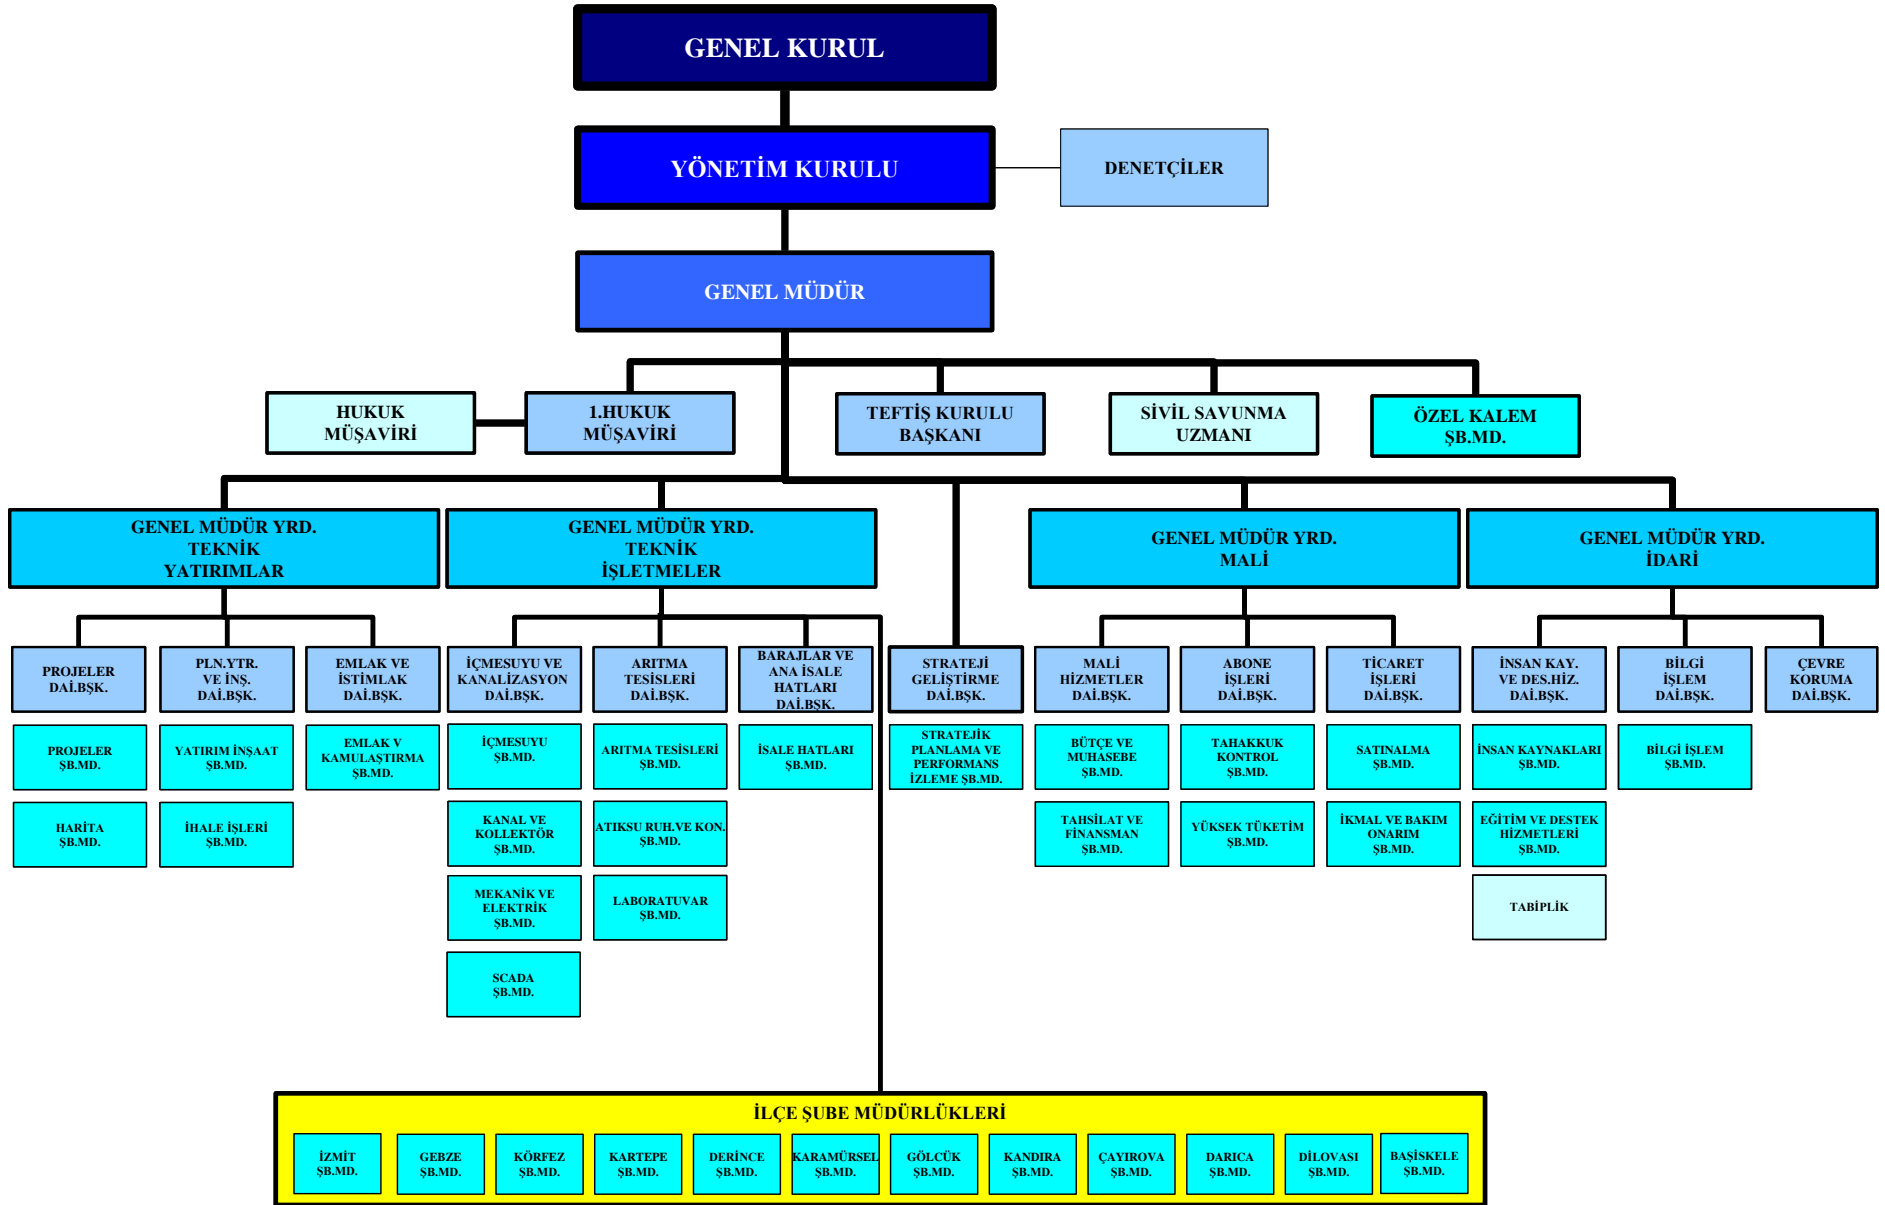 GENEL KURUL
YÖNETİM KURULU
DENETÇİLER
GENEL MÜDÜR
HUKUK
MÜŞAVİRİ
1.HUKUK
MÜŞAVİRİ
TEFTİŞ KURULU
BAŞKANI
SİVİL SAVUNMA
UZMANI
ÖZEL KALEM
ŞB.MD.
GENEL MÜDÜR YRD.
TEKNİK
YATIRIMLAR
GENEL MÜDÜR YRD.
TEKNİK
İŞLETMELER
GENEL MÜDÜR YRD.
MALİ
GENEL MÜDÜR YRD.
İDARİ
PROJELER
DAİ.BŞK.
PLN.YTR.
VE İNŞ.
DAİ.BŞK.
EMLAK VE
İSTİMLAK
DAİ.BŞK.
İÇMESUYU VE
KANALİZASYON
DAİ.BŞK.
ARITMA
TESİSLERİ
DAİ.BŞK.
BARAJLAR VE
ANA İSALE
HATLARI
DAİ.BŞK.
STRATEJİ
GELİŞTİRME
DAİ.BŞK.
MALİ
HİZMETLER
DAİ.BŞK.
ABONE
İŞLERİ
DAİ.BŞK.
TİCARET
İŞLERİ
DAİ.BŞK.
İNSAN KAY.
VE DES.HİZ.
DAİ.BŞK.
BİLGİ
İŞLEM
DAİ.BŞK.
ÇEVRE
KORUMA
DAİ.BŞK.
PROJELER
ŞB.MD.
YATIRIM İNŞAAT
ŞB.MD.
EMLAK V
KAMULAŞTIRMA
ŞB.MD.
İÇMESUYU
ŞB.MD.
ARITMA TESİSLERİ
ŞB.MD.
İSALE HATLARI
ŞB.MD.
STRATEJİK
PLANLAMA VE
PERFORMANS
İZLEME ŞB.MD.
BÜTÇE VE
MUHASEBE
ŞB.MD.
TAHAKKUK
KONTROL
ŞB.MD.
SATINALMA
ŞB.MD.
İNSAN KAYNAKLARI
ŞB.MD.
BİLGİ İŞLEM
ŞB.MD.
HARİTA
ŞB.MD.
İHALE İŞLERİ
ŞB.MD.
KANAL VE
KOLLEKTÖR
ŞB.MD.
ATIKSU RUH.VE KON.
ŞB.MD.
TAHSİLAT VE
FİNANSMAN
ŞB.MD.
YÜKSEK TÜKETİM
ŞB.MD.
İKMAL VE BAKIM
ONARIM
ŞB.MD.
EĞİTİM VE DESTEK
HİZMETLERİ
ŞB.MD.
MEKANİK VE
ELEKTRİK
ŞB.MD.
LABORATUVAR
ŞB.MD.
TABİPLİK
SCADA
ŞB.MD.
İLÇE ŞUBE MÜDÜRLÜKLERİ
İZMİT
ŞB.MD.
GEBZE
ŞB.MD.
KÖRFEZ
ŞB.MD.
KARTEPE
ŞB.MD.
DERİNCE
ŞB.MD.
KARAMÜRSEL
ŞB.MD.
GÖLCÜK
ŞB.MD.
KANDIRA
ŞB.MD.
ÇAYIROVA
ŞB.MD.
DARICA
ŞB.MD.
DİLOVASI
ŞB.MD.
BAŞİSKELE
ŞB.MD.